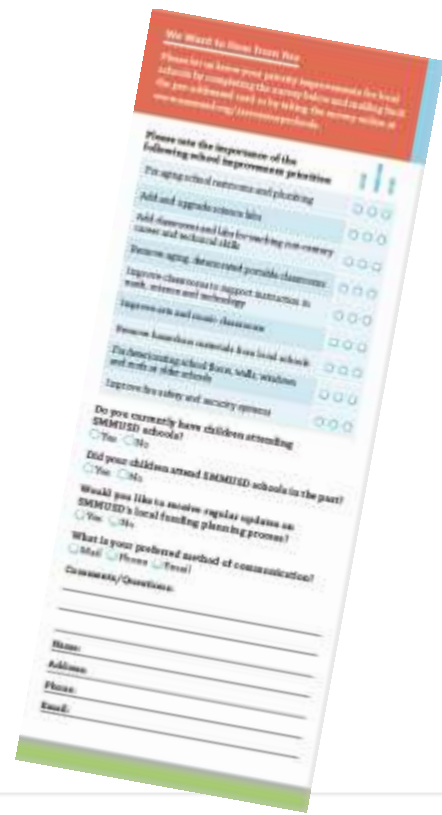 We Want to Hear from You
Please let us know your priority improvements for local
schools by completing the survey below and mailing back
the pre-addressed card or by taking the survey online at
Please rate the importance of the
following school improvement priorities
Fix aging school restrooms and plumbing
Add and upgrade science labs
Add classrooms and labs for teaching 21st-century
career and technical skills
Remove aging, deteriorated portable classrooms
Improve classrooms to support instruction in
math, science and technology
Improve arts and music classrooms
Remove hazardous materials from local schools
Fix deteriorating school floors, walls, windows
and roofs at older schools
Improve fire safety and security systems
Do you currently have children attending
SMMUSD schools?
Yes No
Did your children attend SMMUSD schools in the past?
Yes No
Would you like to receive regular updates on
SMMUSD's local funding planning process?
Yes No
What is your preferred method of communication?
Mail Phone Email
Comments/Questions:
Name:
Address:
Phone:
Email: